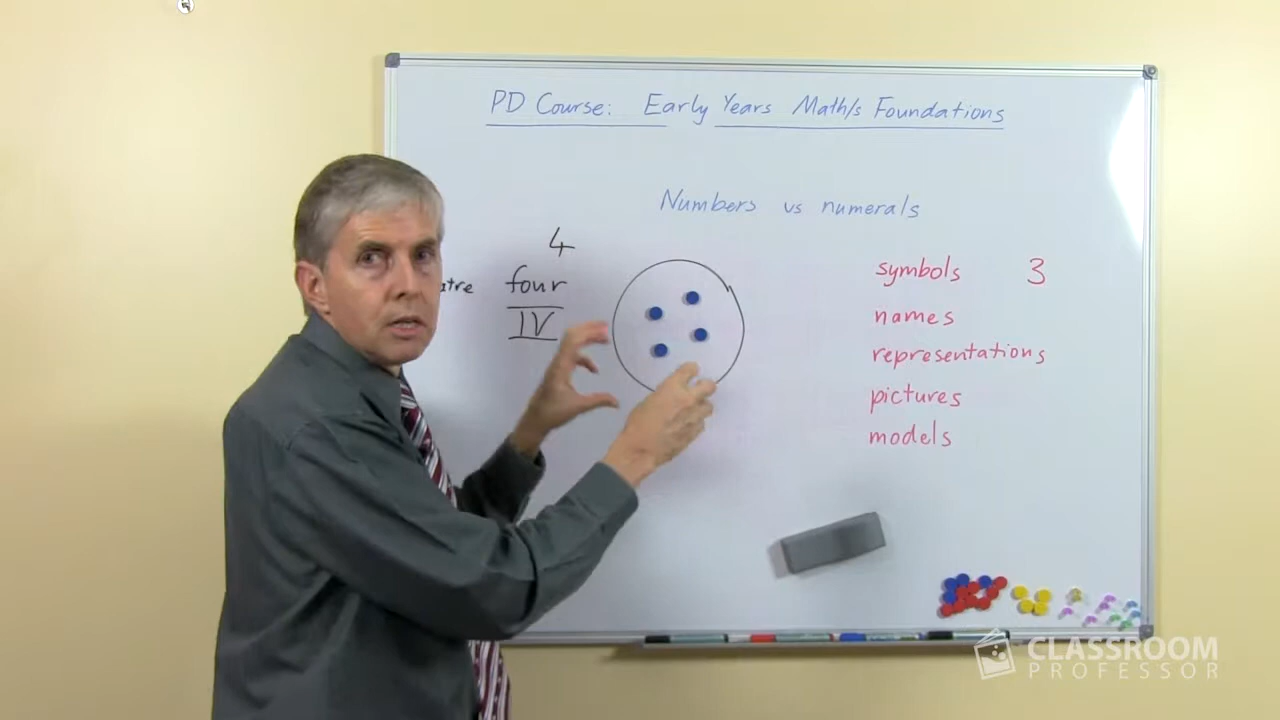 PD Course: Early Years Math/s Foundations
Numbers vs numerals
4
four
IV
symbols 3
names
representations
pictures
models
CLASSROOM
PROFESSOR